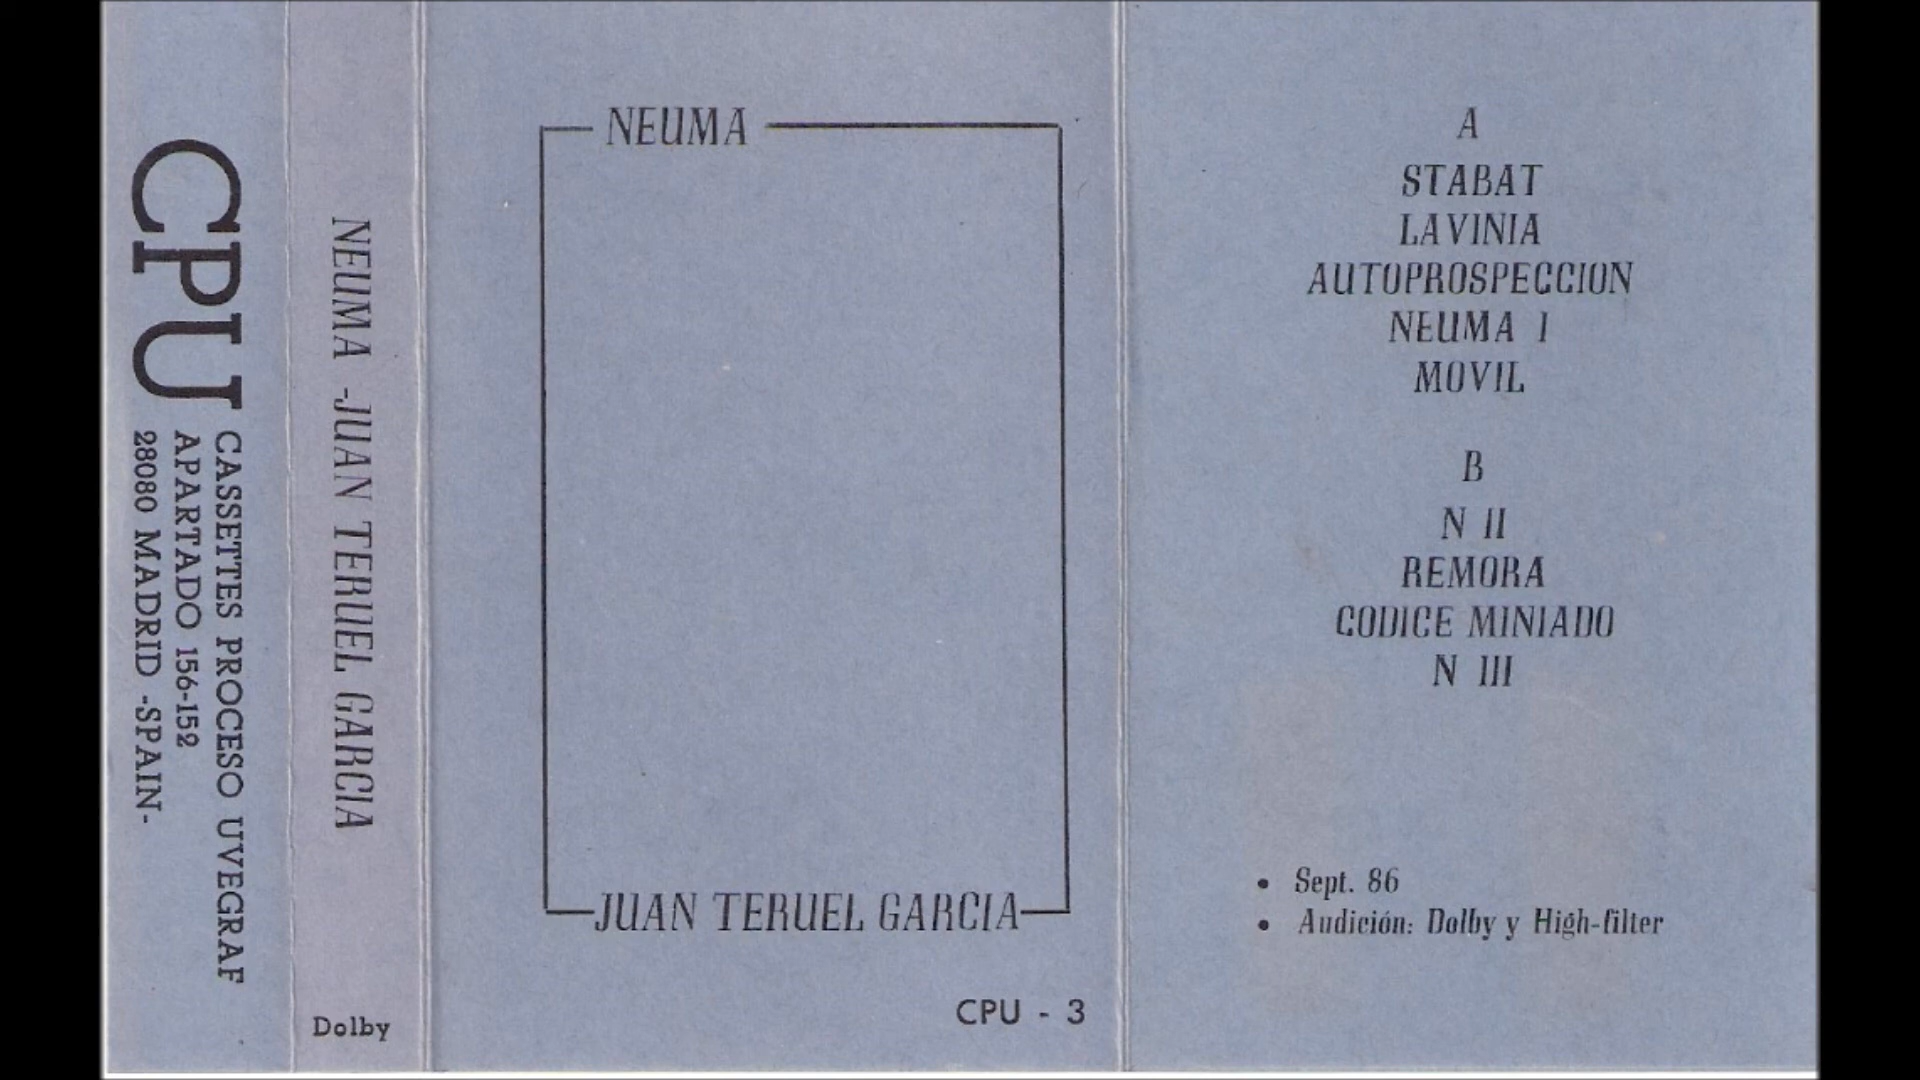 CPU
CASSETTES PROCESO UVEGRAF
APARTADO 156-152
28080 MADRID -SPAIN-
NEUMA -JUAN TERUEL GARCIA
Dolby
NEUMA
JUAN TERUEL GARCIA
CPU - 3
A
STABAT
LAVINIA
AUTOPROSPECCION
NEUMA I
MOVIL
B
N II
REMORA
CODICE MINIADO
N III
• Sept. 86
• Audición: Dolby y High-filter